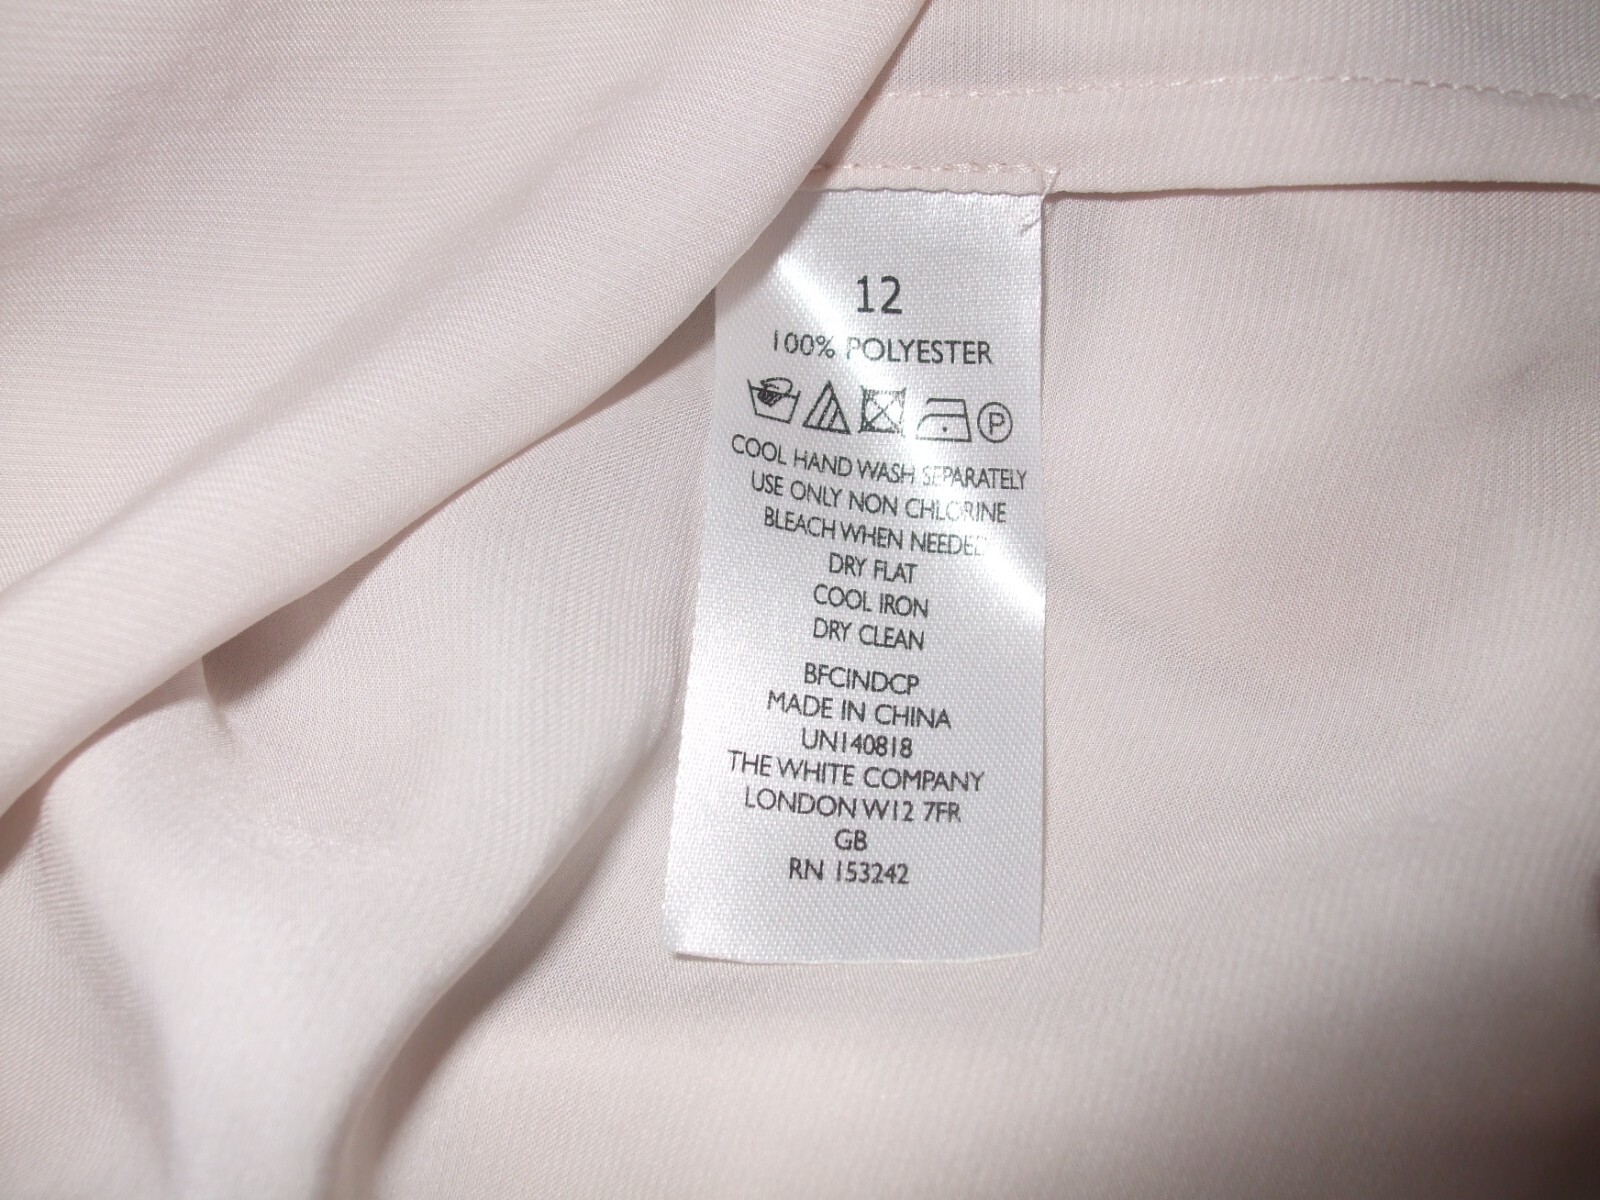 12
100% POLYESTER
P
COOL HAND WASH SEPARATELY
USE ONLY NON CHLORINE
BLEACH WHEN NEEDED
DRY FLAT
COOL IRON
DRY CLEAN
BFCINDCP
MADE IN CHINA
UN140818
THE WHITE COMPANY
LONDON W12 7FR
GB
RN 153242